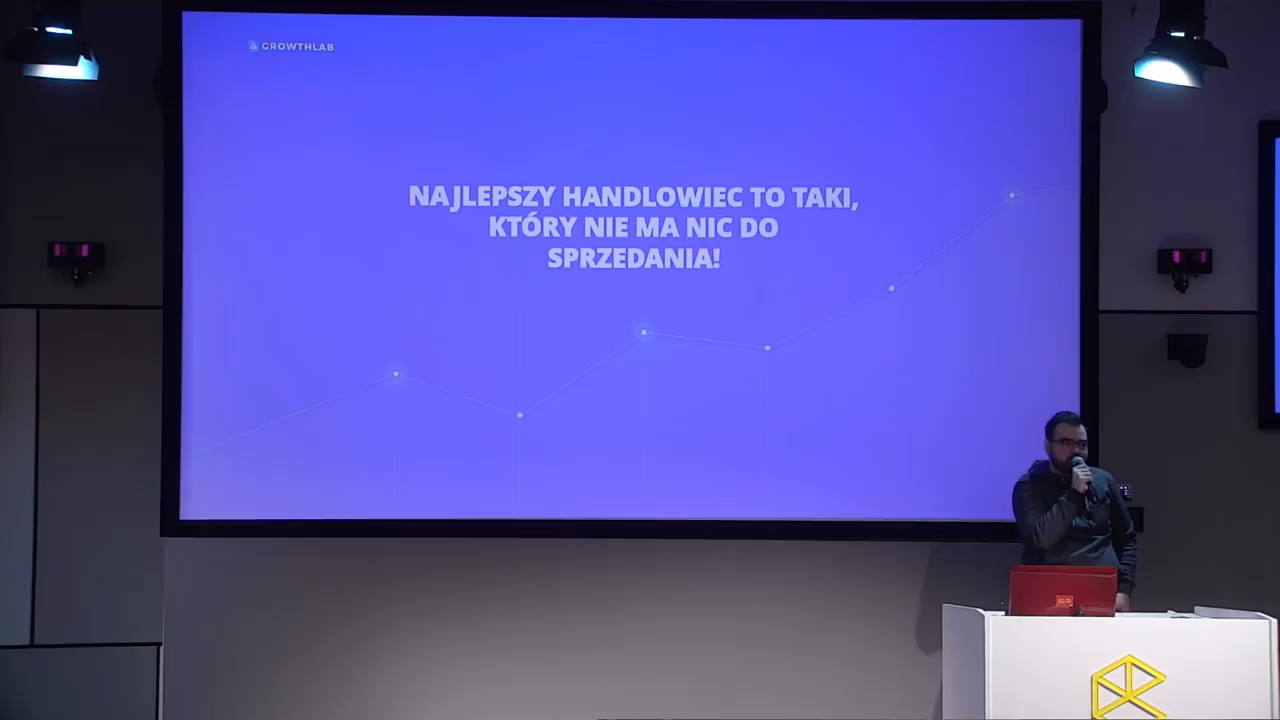 GROWTHLAB
NAJLEPSZY HANDLOWIEC TO TAKI,
KTÓRY NIE MA NIC DO
SPRZEDANIA!